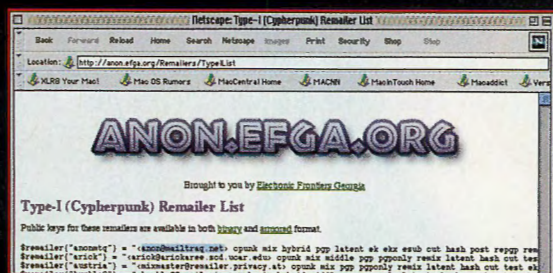 Netscape: Type-I (Cypherpunk) Remailer List
Back Forward Reload Home Search Netscape Images Print Security Shop Stop
N
Location: http://anon.efga.org/Remailers/TypeIList
XLR8 Your Mac! Mac OS Rumors MacCentral Home MACNN MacInTouch Home Macaddict Vers
ANON.EFGA.ORG
Brought to you by Electronic Frontiers Georgia
Type-I (Cypherpunk) Remailer List
Public keys for these remailers are available in both binary and armored format.
$remailer{"anonmtq"} = "<anon@mailtraq.net> cpunk mix hybrid pgp latent ek ekx esub cut hash post repgp rem
$remailer{"arick"} = "<arick@arickaree.scd.ucar.edu> cpunk mix middle pgp pgponly remix latent hash cut tes
$remailer{"austria"} = "<mixmaster@remailer.privacy.at> cpunk mix pgp pgponly remix latent hash cut test ek